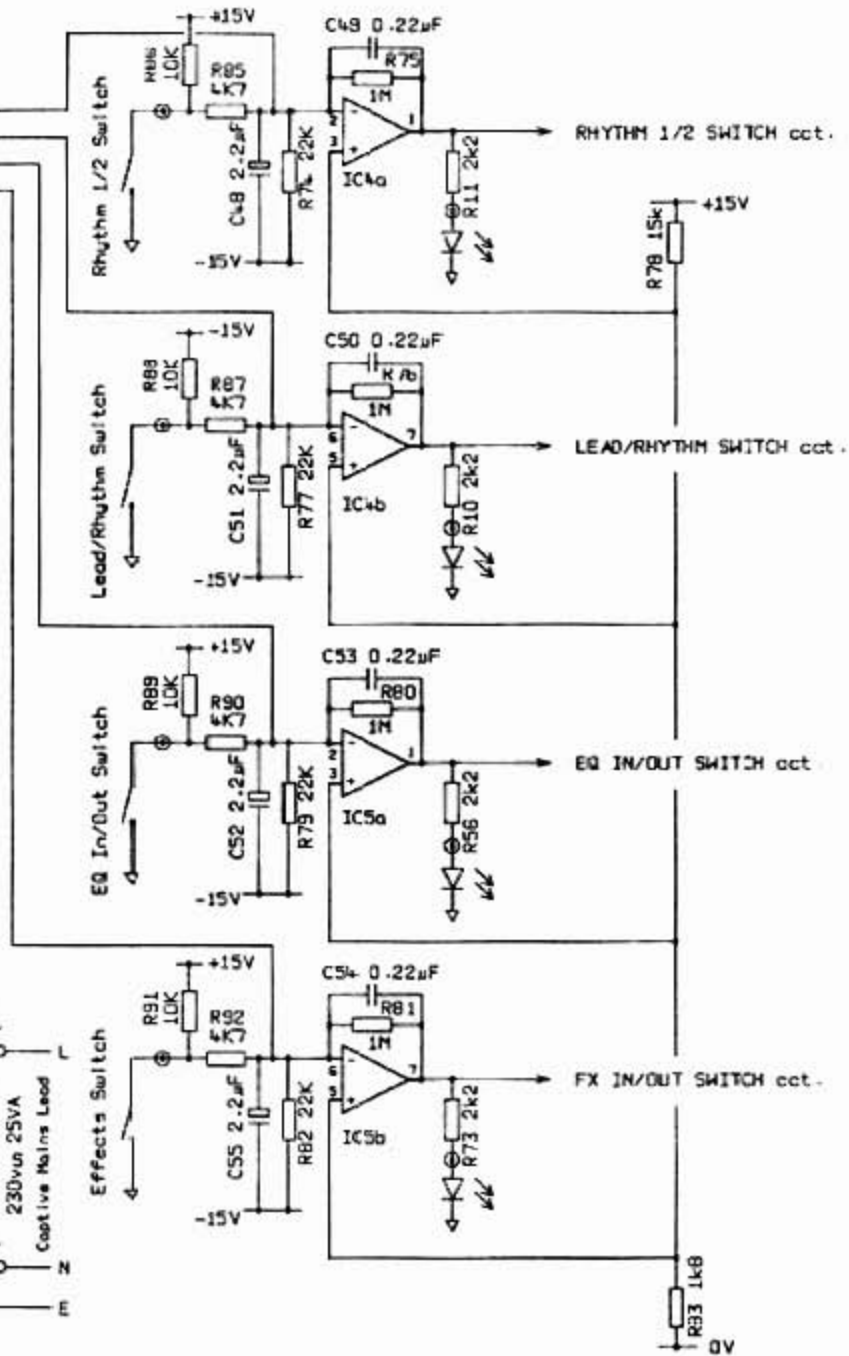 +15V
R86 10K
R85 4K7
Rhythm 1/2 Switch
C48 2.2µF
R74 22K
-15V
C49 0.22µF
R75
1M
2
3
-
+
1
IC4a
R11 2k2
RHYTHM 1/2 SWITCH cct.
+15V
R78 15k
-15V
R88 10K
R87 4K7
Lead/Rhythm Switch
C51 2.2µF
R77 22K
-15V
C50 0.22µF
R76
1M
6
5
-
+
7
IC4b
R10 2k2
LEAD/RHYTHM SWITCH cct.
+15V
R89 10K
R90 4K7
EQ In/Out Switch
C52 2.2µF
R79 22K
-15V
C53 0.22µF
R80
1M
2
3
-
+
1
IC5a
R56 2k2
EQ IN/OUT SWITCH cct
+15V
R91 10K
R92 4K7
Effects Switch
C55 2.2µF
R82 22K
-15V
C54 0.22µF
R81
1M
6
5
-
+
7
IC5b
R73 2k2
FX IN/OUT SWITCH cct.
L
25VA
Captive Mains Lead
N
E
1k8
0V